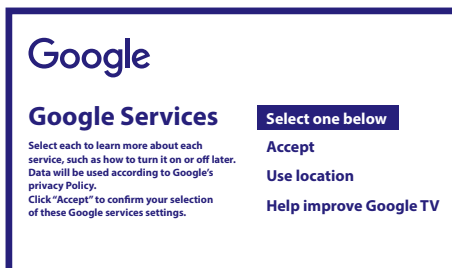 Google
Google Services
Select each to learn more about each
service, such as how to turn it on or off later.
Data will be used according to Google's
privacy Policy.
Click “Accept” to confirm your selection
of these Google services settings.
Select one below
Accept
Use location
Help improve Google TV